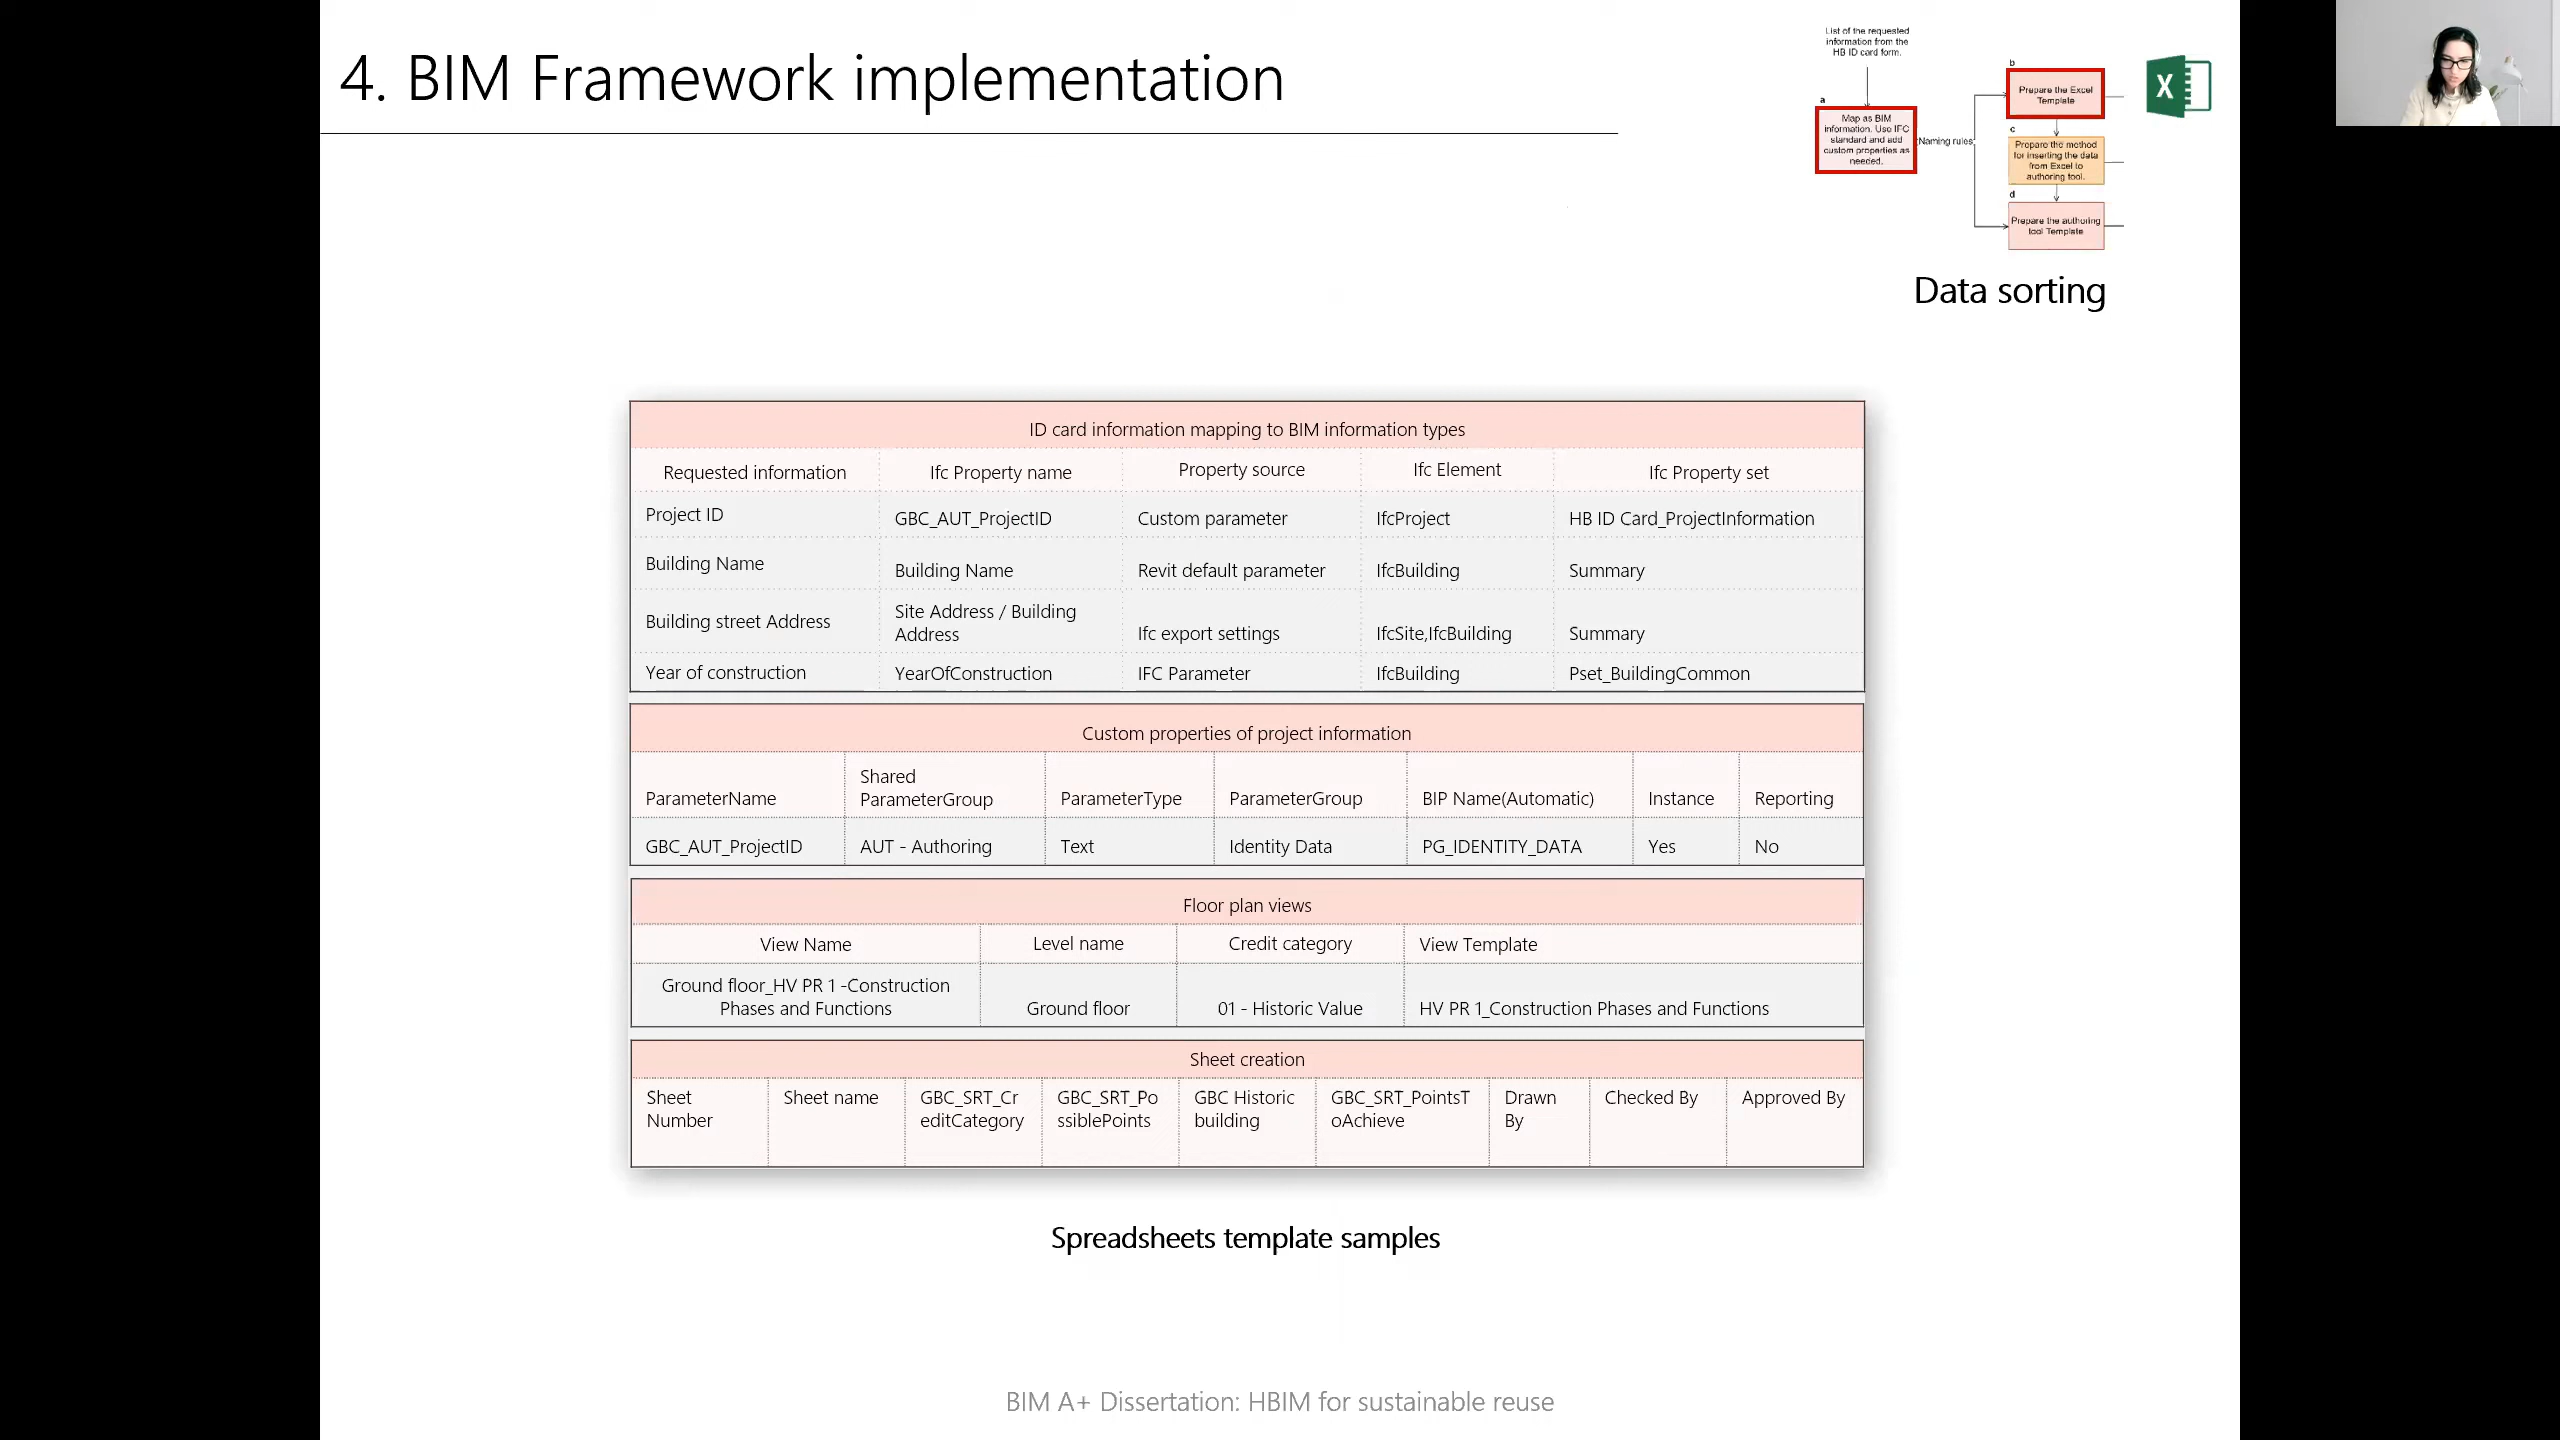 4. BIM Framework implementation
List of the requested
information from the
HB ID card form.
a
Map as BIM
information. Use IFC
standard and add
custom properties as
needed.
Naming rules
b
Prepare the Excel
Template
c
Prepare the method
for inserting the data
from Excel to
authoring tool.
d
Prepare the authoring
tool Template
X
Data sorting
ID card information mapping to BIM information types
Requested information Ifc Property name Property source Ifc Element Ifc Property set
Project ID GBC_AUT_ProjectID Custom parameter IfcProject HB ID Card_ProjectInformation
Building Name Building Name Revit default parameter IfcBuilding Summary
Building street Address Site Address / Building
Address Ifc export settings IfcSite,IfcBuilding Summary
Year of construction YearOfConstruction IFC Parameter IfcBuilding Pset_BuildingCommon
Custom properties of project information
ParameterName Shared
ParameterGroup ParameterType ParameterGroup BIP Name(Automatic) Instance Reporting
GBC_AUT_ProjectID AUT - Authoring Text Identity Data PG_IDENTITY_DATA Yes No
Floor plan views
View Name Level name Credit category View Template
Ground floor_HV PR 1 -Construction
Phases and Functions Ground floor 01 - Historic Value HV PR 1_Construction Phases and Functions
Sheet creation
Sheet Sheet name GBC_SRT_Cr GBC_SRT_Po GBC Historic GBC_SRT_PointsT Drawn Checked By Approved By
Number editCategory ssiblePoints building oAchieve By
Spreadsheets template samples
BIM A+ Dissertation: HBIM for sustainable reuse